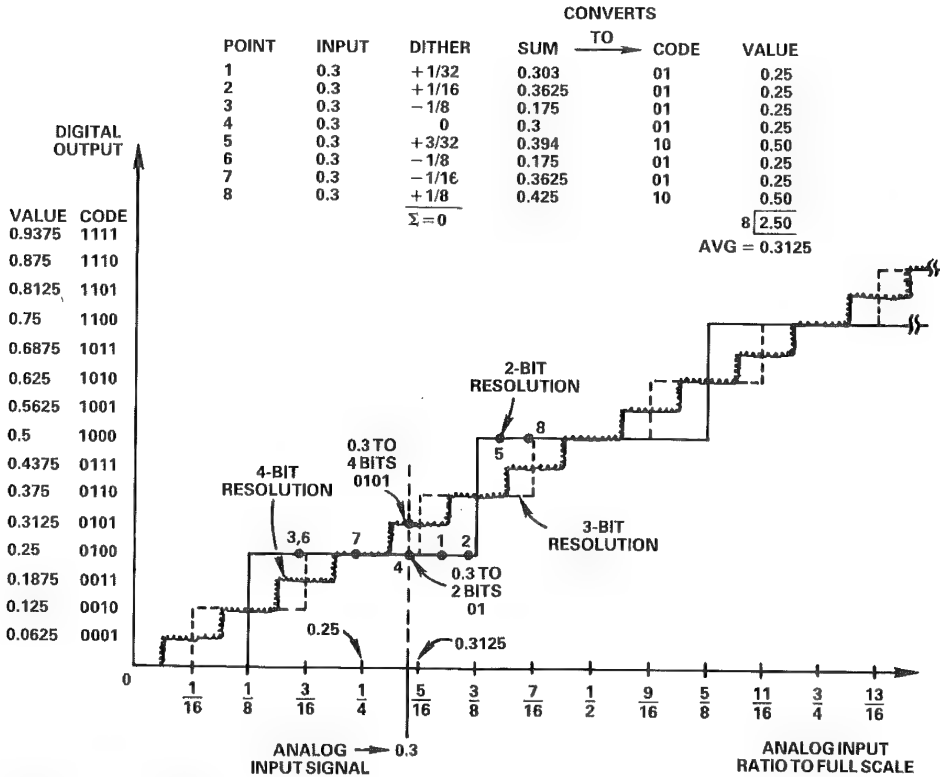 CONVERTS
TO
POINT INPUT DITHER SUM CODE VALUE
1 0.3 +1/32 0.303 01 0.25
2 0.3 +1/16 0.3625 01 0.25
3 0.3 −1/8 0.175 01 0.25
4 0.3 0 0.3 01 0.25
5 0.3 +3/32 0.394 10 0.50
6 0.3 −1/8 0.175 01 0.25
7 0.3 −1/16 0.3625 01 0.25
8 0.3 +1/8 0.425 10 0.50
Σ=0
8 2.50
AVG = 0.3125
DIGITAL
OUTPUT
VALUE CODE
0.9375 1111
0.875 1110
0.8125 1101
0.75 1100
0.6875 1011
0.625 1010
0.5625 1001
0.5 1000
0.4375 0111
0.375 0110
0.3125 0101
0.25 0100
0.1875 0011
0.125 0010
0.0625 0001
0
2-BIT
RESOLUTION
5
8
0.3 TO
4 BITS
0101
4-BIT
RESOLUTION
3-BIT
RESOLUTION
3,6
7
4
1
2
0.3 TO
2 BITS
01
0.25
0.3125
1/16 1/8 3/16 1/4 5/16 3/8 7/16 1/2 9/16 5/8 11/16 3/4 13/16
ANALOG
INPUT SIGNAL
0.3
ANALOG INPUT
RATIO TO FULL SCALE